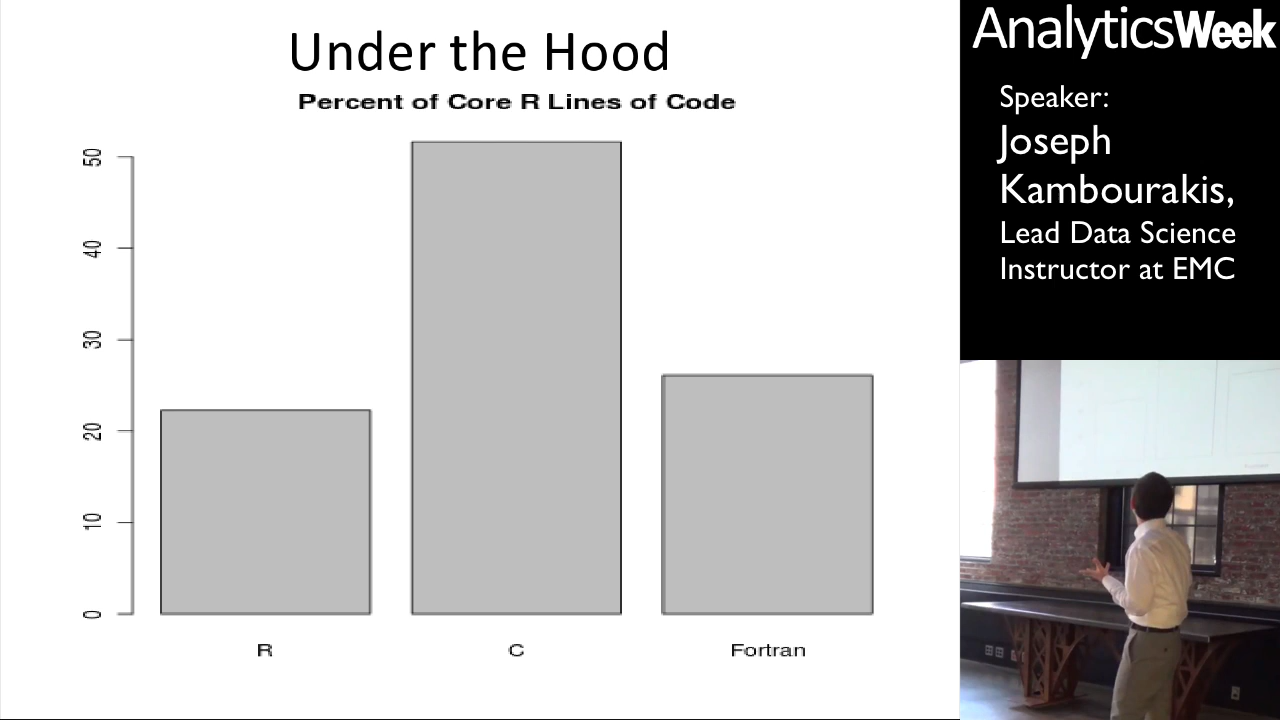 Under the Hood
Percent of Core R Lines of Code
50
40
30
20
10
0
R
C
Fortran
AnalyticsWeek
Speaker:
Joseph
Kambourakis,
Lead Data Science
Instructor at EMC